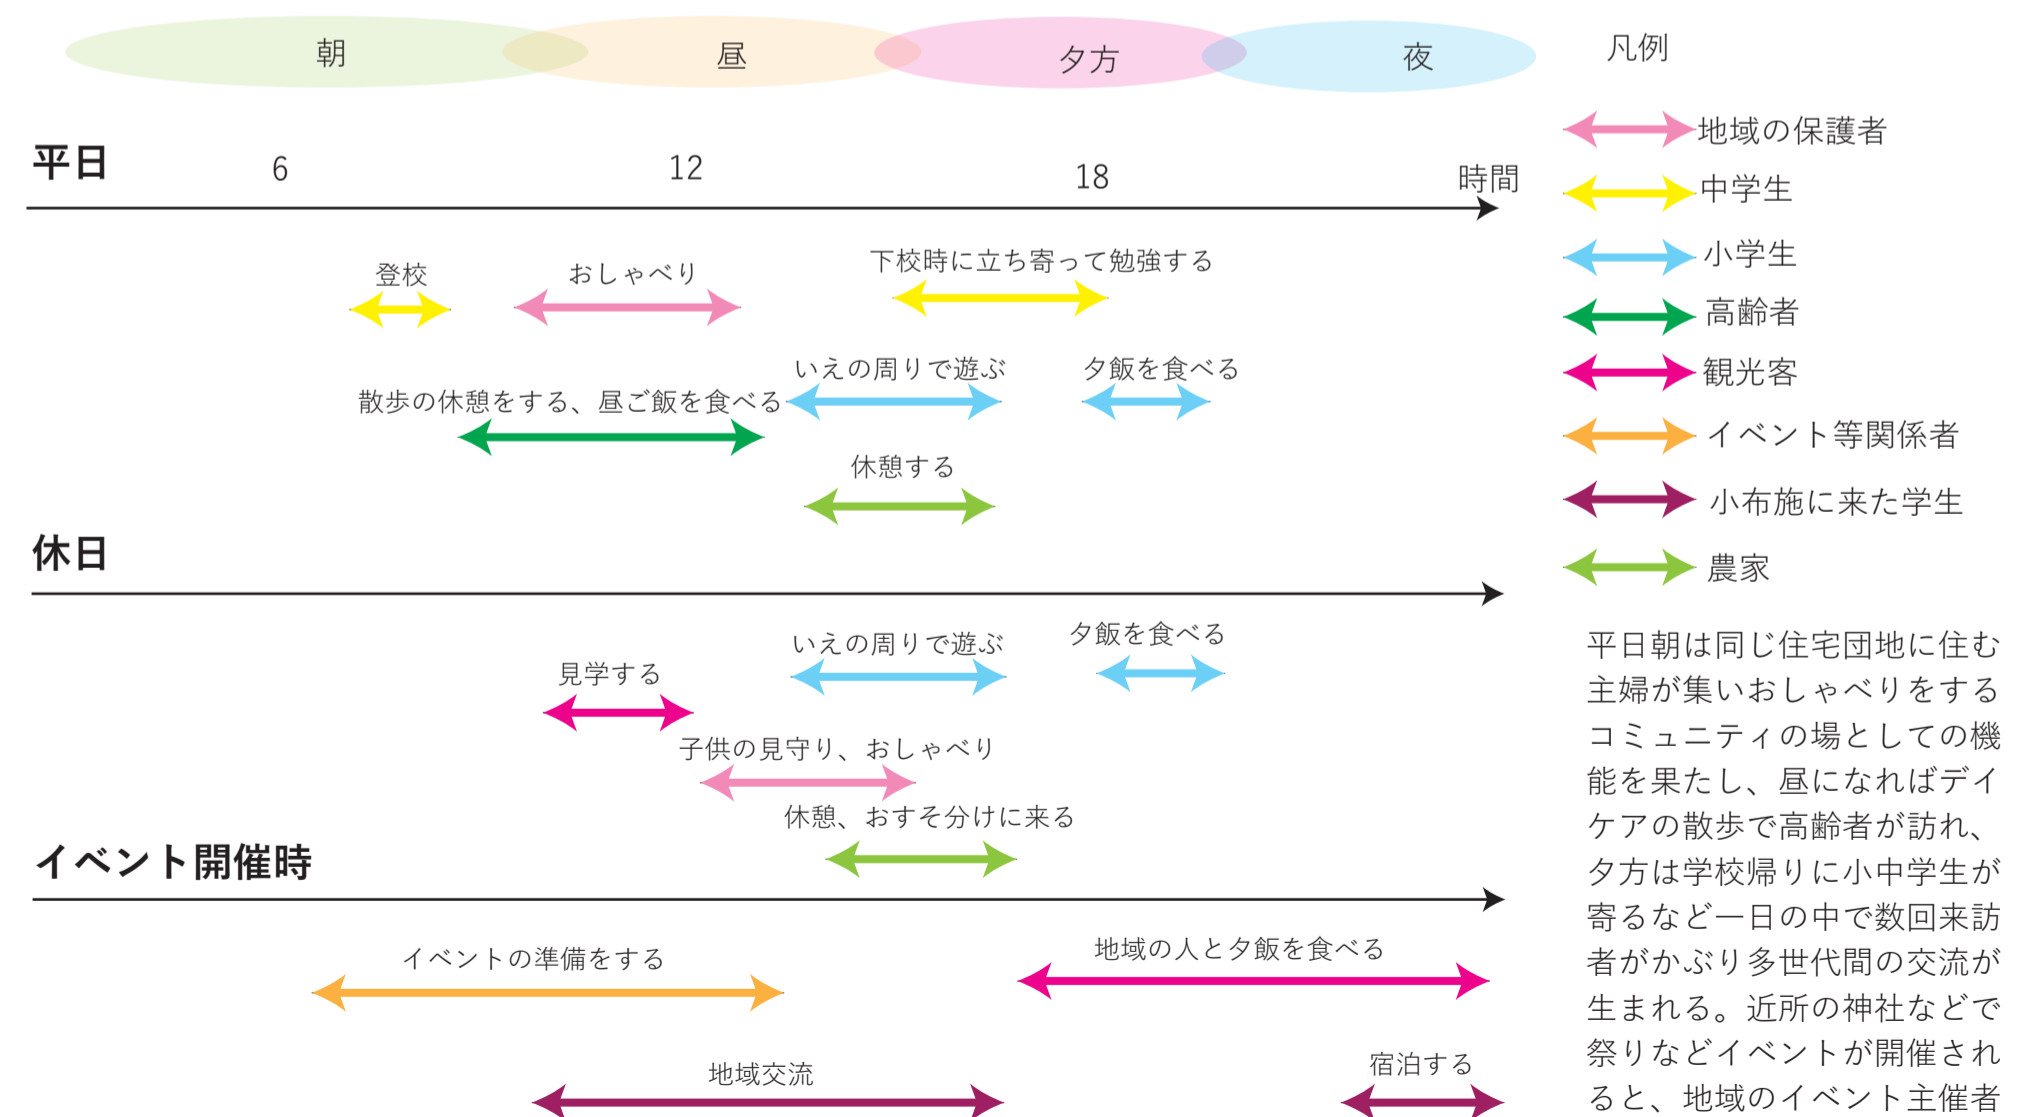 朝 昼 夕方 夜
凡例
平日
6 12 18 時間
登校
おしゃべり
下校時に立ち寄って勉強する
いえの周りで遊ぶ
夕飯を食べる
散歩の休憩をする、昼ご飯を食べる
休憩する
休日
いえの周りで遊ぶ
夕飯を食べる
見学する
子供の見守り、おしゃべり
休憩、おすそ分けに来る
イベント開催時
イベントの準備をする
地域の人と夕飯を食べる
地域交流
宿泊する
地域の保護者
中学生
小学生
高齢者
観光客
イベント等関係者
小布施に来た学生
農家
平日朝は同じ住宅団地に住む
主婦が集いおしゃべりをする
コミュニティの場としての機
能を果たし、昼になればデイ
ケアの散歩で高齢者が訪れ、
夕方は学校帰りに小中学生が
寄るなど一日の中で数回来訪
者がかぶり多世代間の交流が
生まれる。近所の神社などで
祭りなどイベントが開催され
ると、地域のイベント主催者